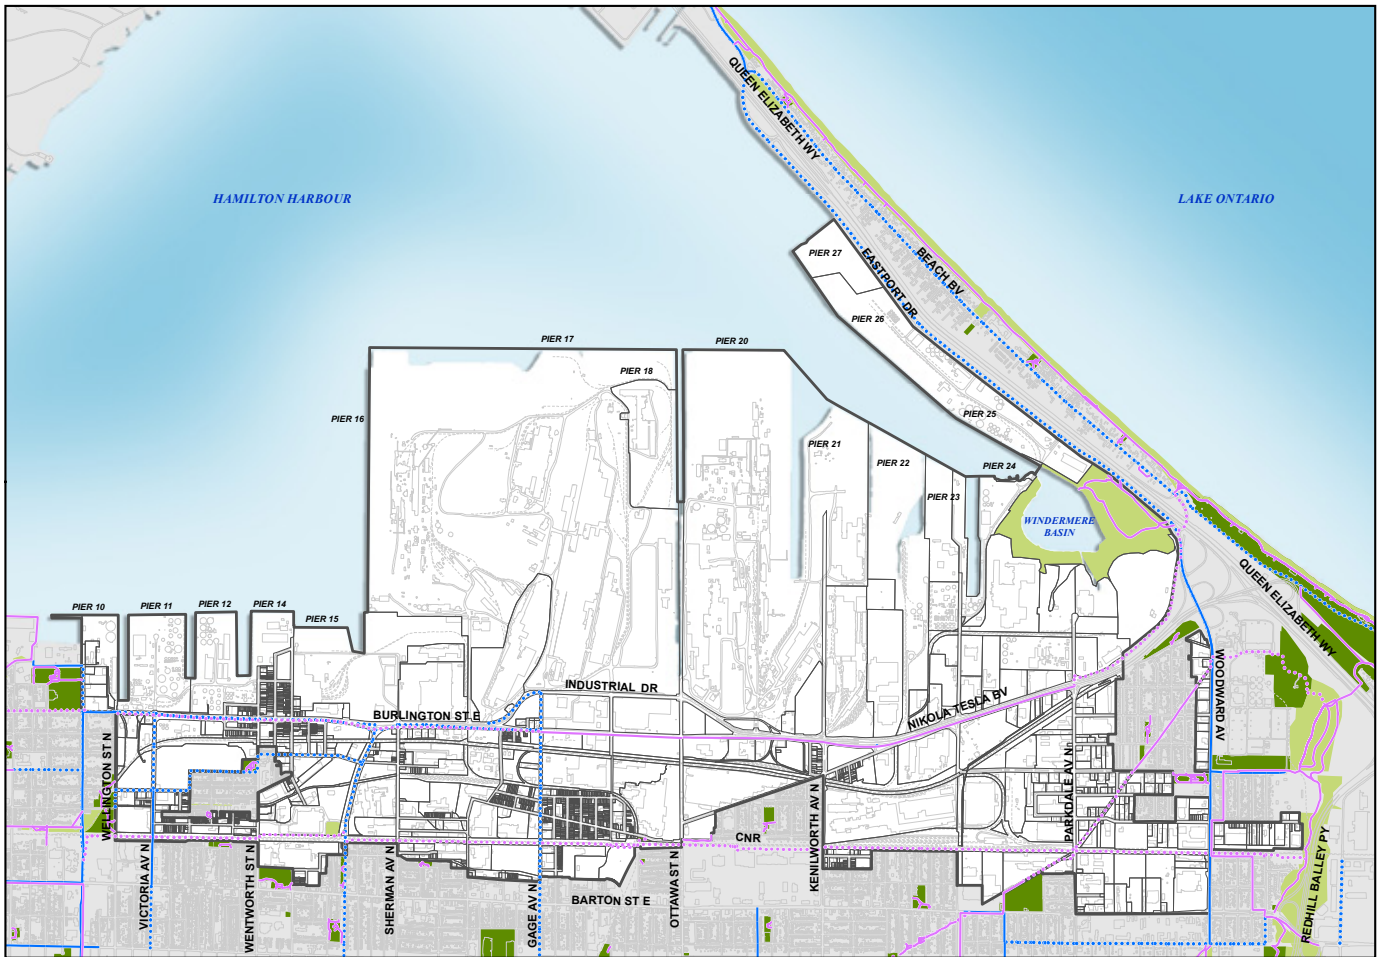 QUEEN ELIZABETH WY
HAMILTON HARBOUR
LAKE ONTARIO
PIER 27
EASTPORT DR
BEACH BV
PIER 26
PIER 17
PIER 20
PIER 18
PIER 16
PIER 25
PIER 21
PIER 22
PIER 24
PIER 23
WINDERMERE
BASIN
QUEEN ELIZABETH WY
PIER 10
PIER 11
PIER 12
PIER 14
PIER 15
INDUSTRIAL DR
BURLINGTON ST E
NIKOLA TESLA BV
WOODWARD AV
WELLINGTON ST N
PARKDALE AV N
CNR
KENILWORTH AV N
VICTORIA AV N
WENTWORTH ST N
SHERMAN AV N
GAGE AV N
BARTON ST E
OTTAWA ST N
REDHILL BALLEY PY